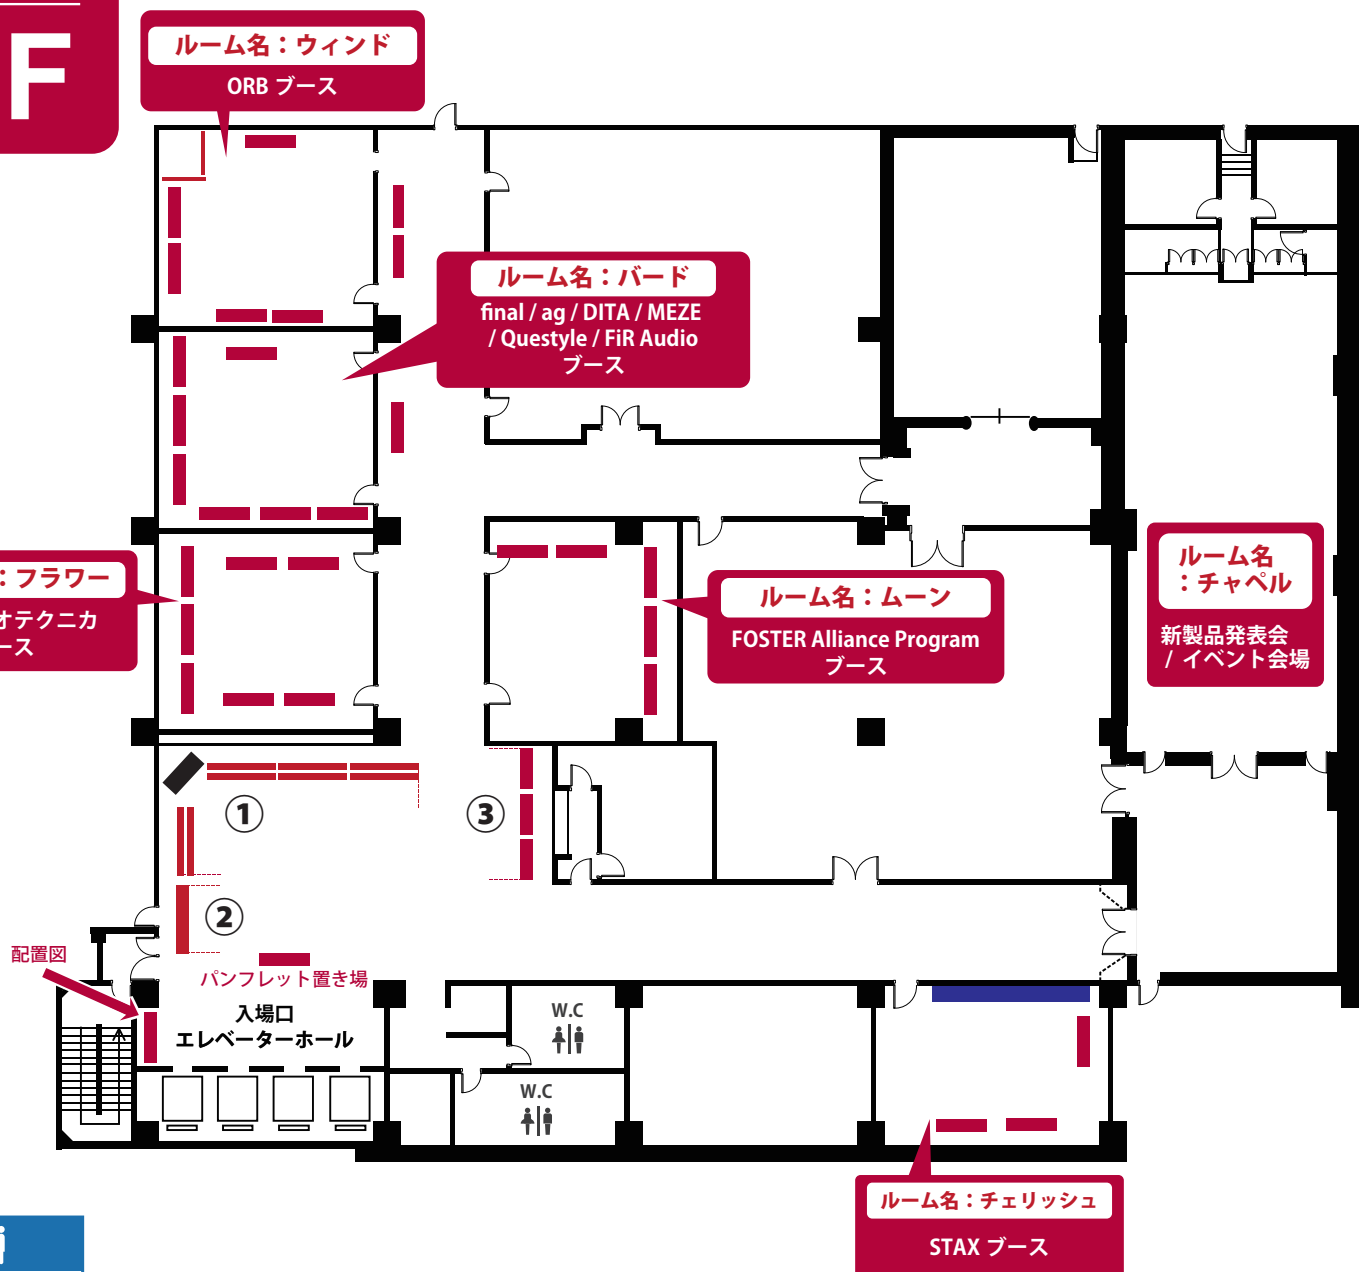 F
ルーム名：ウィンド
ORB ブース
ルーム名：バード
final / ag / DITA / MEZE
/ Questyle / FiR Audio
ブース
：フラワー
オテクニカ
ース
ルーム名：ムーン
FOSTER Alliance Program
ブース
ルーム名
：チャペル
新製品発表会
/ イベント会場
①
③
②
配置図
パンフレット置き場
入場口
エレベーターホール
W.C
W.C
ルーム名：チェリッシュ
STAX ブース